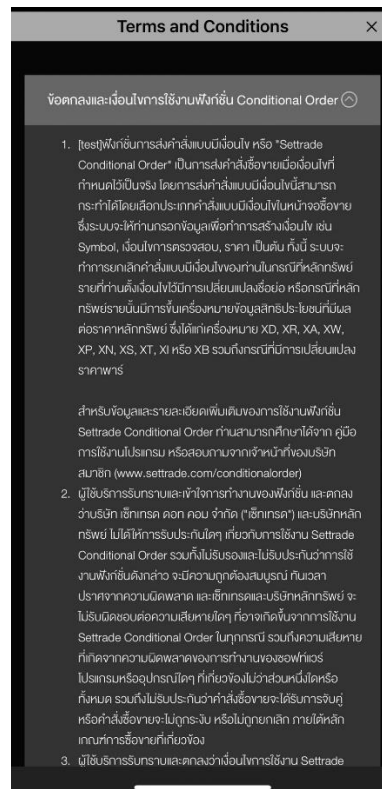 Terms and Conditions ×
ข้อตกลงและเงื่อนไขการใช้งานฟังก์ชั่น Conditional Order
1. [test]ฟังก์ชั่นการส่งคำสั่งแบบมีเงื่อนไข หรือ "Settrade
Conditional Order" เป็นการส่งคำสั่งซื้อขายเมื่อเงื่อนไขที่
กำหนดไว้เป็นจริง โดยการส่งคำสั่งแบบมีเงื่อนไขนี้สามารถ
กระทำได้โดยเลือกประเภทคำสั่งแบบมีเงื่อนไขในหน้าจอซื้อขาย
ซึ่งระบบจะให้ท่านกรอกข้อมูลเพื่อทำการสร้างเงื่อนไข เช่น
Symbol, เงื่อนไขการตรวจสอบ, ราคา เป็นต้น ทั้งนี้ ระบบจะ
ทำการยกเลิกคำสั่งแบบมีเงื่อนไขของท่านในกรณีที่หลักทรัพย์
รายที่ท่านตั้งเงื่อนไขไว้มีการเปลี่ยนแปลงชื่อย่อ หรือกรณีที่หลัก
ทรัพย์รายนั้นมีการขึ้นเครื่องหมายข้อมูลสิทธิประโยชน์ที่มีผล
ต่อราคาหลักทรัพย์ ซึ่งได้แก่เครื่องหมาย XD, XR, XA, XW,
XP, XN, XS, XT, XI หรือ XB รวมถึงกรณีที่มีการเปลี่ยนแปลง
ราคาพาร์
สำหรับข้อมูลและรายละเอียดเพิ่มเติมของการใช้งานฟังก์ชั่น
Settrade Conditional Order ท่านสามารถศึกษาได้จาก คู่มือ
การใช้งานโปรแกรม หรือสอบถามจากเจ้าหน้าที่ของบริษัท
สมาชิก (www.settrade.com/conditionalorder)
2. ผู้ใช้บริการรับทราบและเข้าใจการทำงานของฟังก์ชั่น และตกลง
ว่าบริษัท เซ็ทเทรด ดอท คอม จำกัด ("เซ็ทเทรด") และบริษัทหลัก
ทรัพย์ ไม่ได้ให้การรับประกันใดๆ เกี่ยวกับการใช้งาน Settrade
Conditional Order รวมทั้งไม่รับรองและไม่รับประกันว่าการใช้
งานฟังก์ชั่นดังกล่าว จะมีความถูกต้องสมบูรณ์ ทันเวลา
ปราศจากความผิดพลาด และเซ็ทเทรดและบริษัทหลักทรัพย์ จะ
ไม่รับผิดชอบต่อความเสียหายใดๆ ที่อาจเกิดขึ้นจากการใช้งาน
Settrade Conditional Order ในทุกกรณี รวมถึงความเสียหาย
ที่เกิดจากความผิดพลาดของการทำงานของซอฟท์แวร์
โปรแกรมหรืออุปกรณ์ใดๆ ที่เกี่ยวข้องไม่ว่าส่วนหนึ่งใดหรือ
ทั้งหมด รวมถึงไม่รับประกันว่าคำสั่งซื้อขายจะได้รับการจับคู่
หรือคำสั่งซื้อขายจะไม่ถูกระงับ หรือไม่ถูกยกเลิก ภายใต้หลัก
เกณฑ์การซื้อขายที่เกี่ยวข้อง
3. ผู้ใช้บริการรับทราบและตกลงว่าเงื่อนไขการใช้งาน Settrade